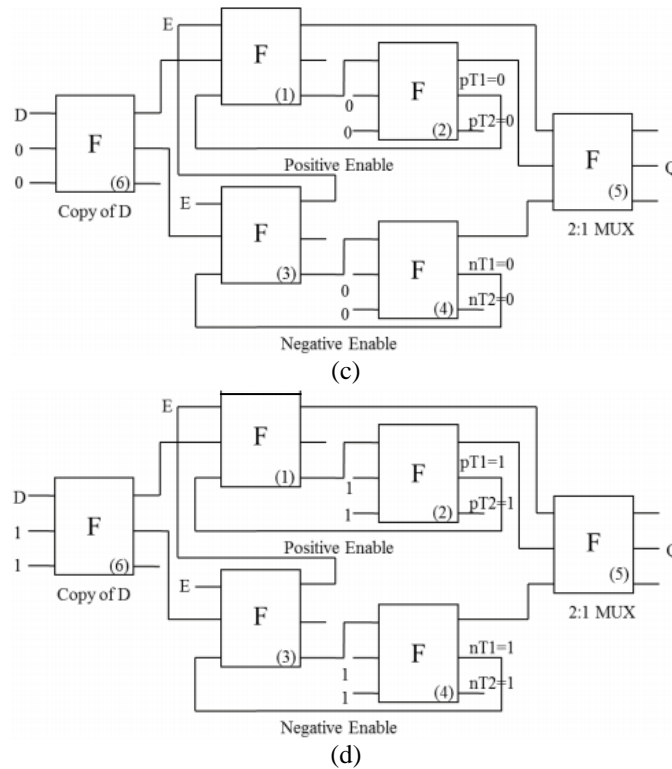 E
F
(1)
D
0
0
F
(6)
Copy of D
0
0
F
(2)
pT1=0
pT2=0
Positive Enable
E
F
(3)
0
0
F
(4)
nT1=0
nT2=0
Negative Enable
F
(5)
2:1 MUX
(c)
E
F
(1)
D
1
1
F
(6)
Copy of D
1
1
F
(2)
pT1=1
pT2=1
Positive Enable
E
F
(3)
1
1
F
(4)
nT1=1
nT2=1
Negative Enable
F
(5)
2:1 MUX
(d)